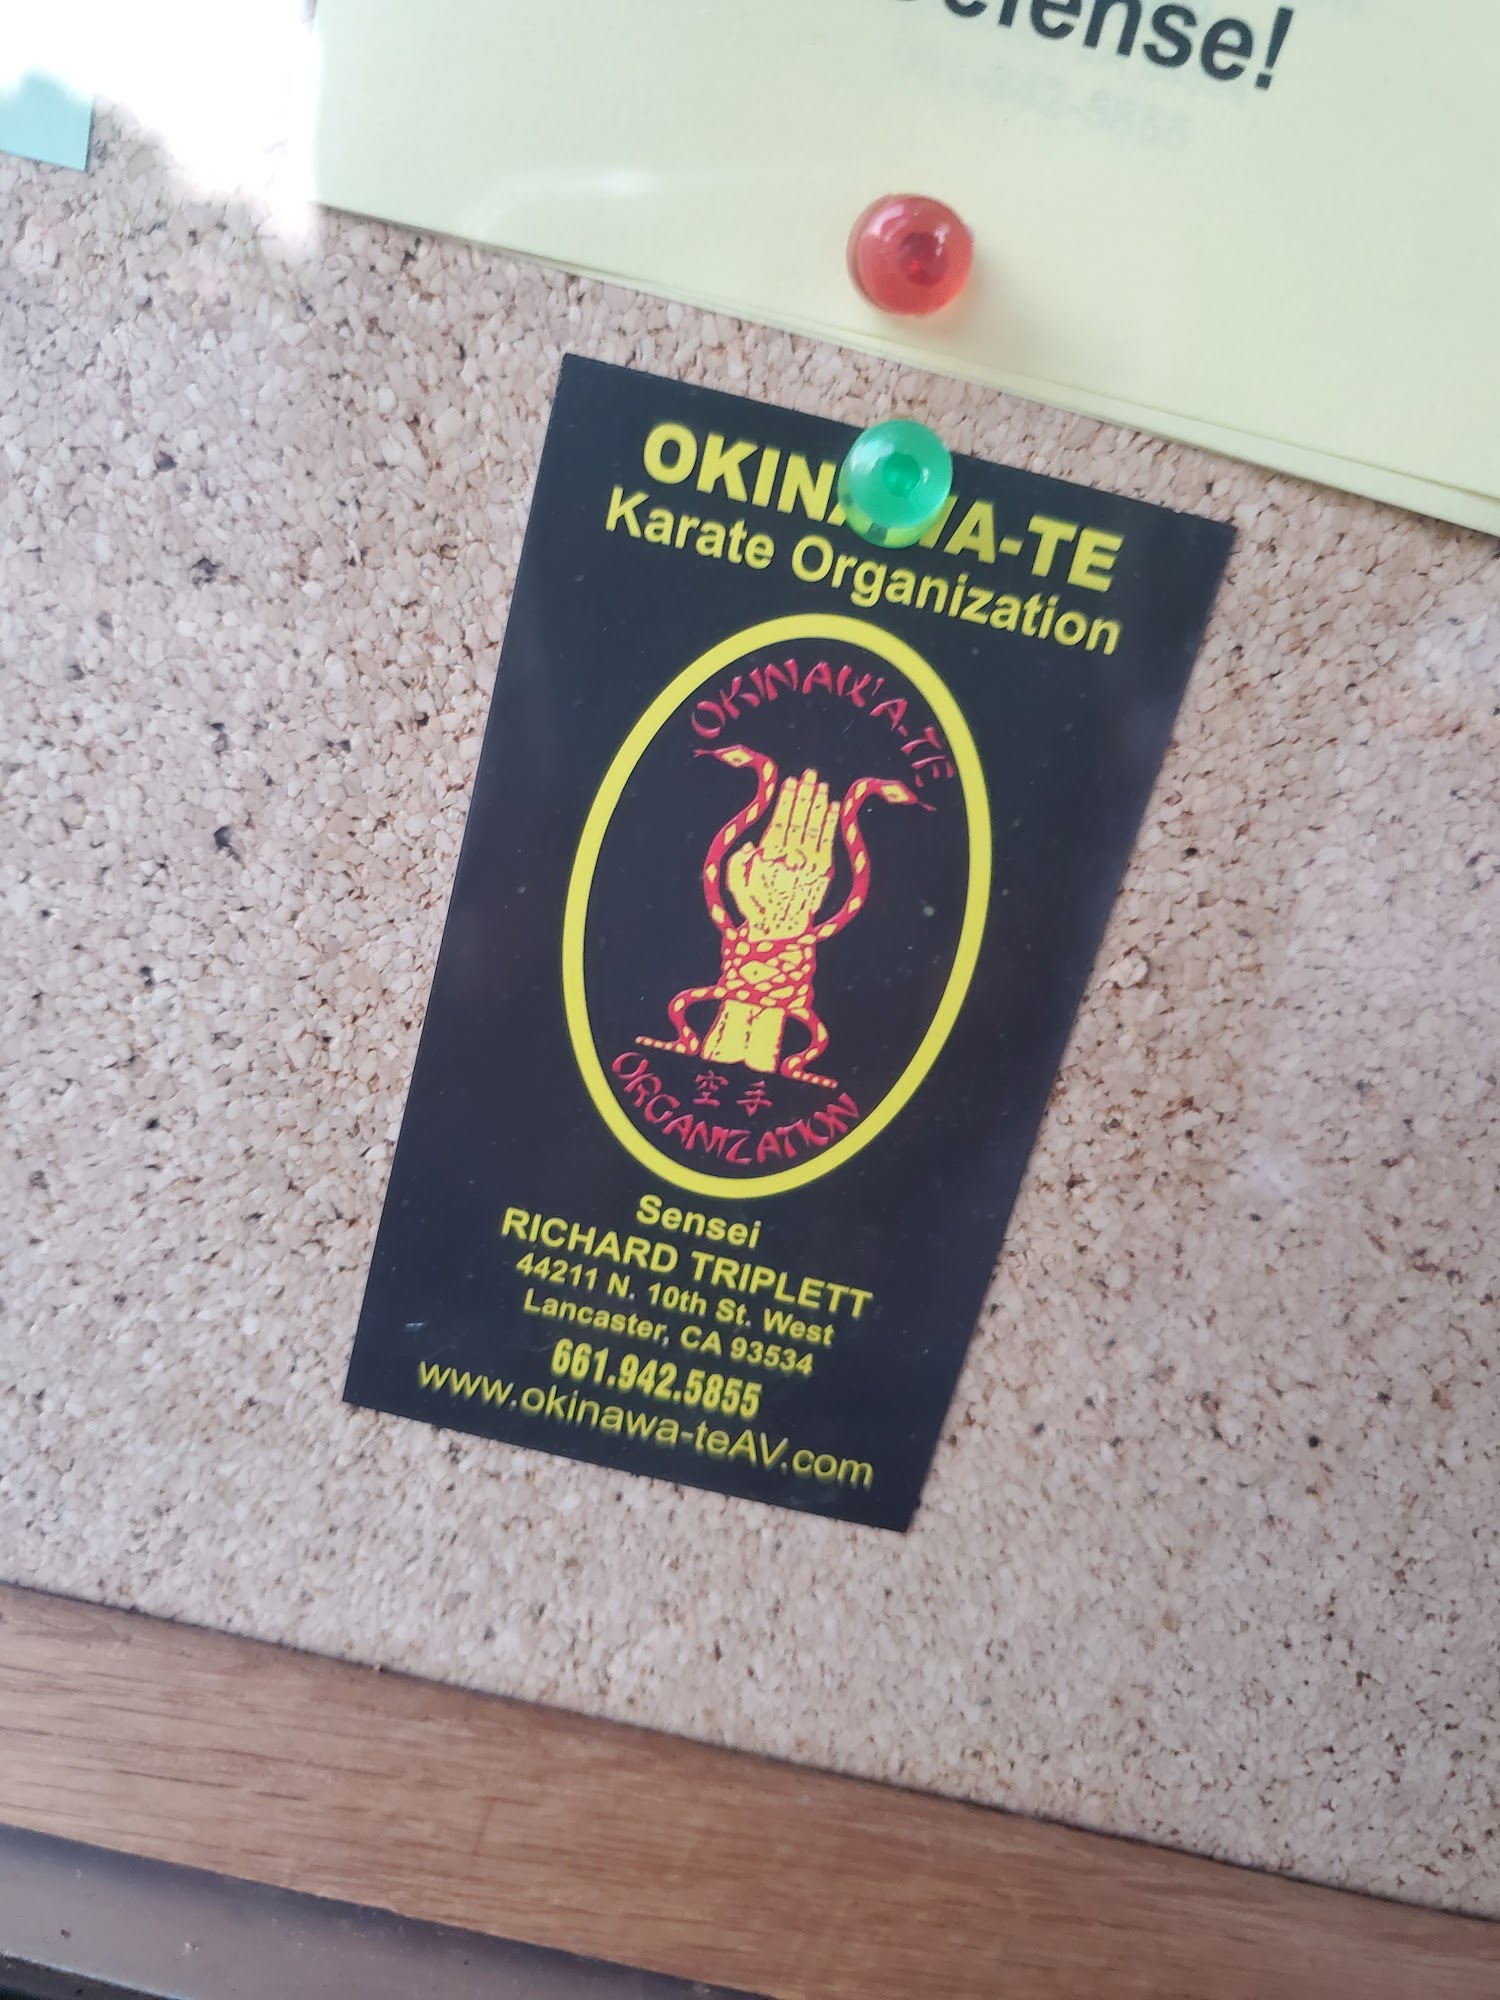 efense!
OKINAWA-TE
Karate Organization
OKINAWA-TE
空手
ORGANIZATION
Sensei
RICHARD TRIPLETT
44211 N. 10th St. West
Lancaster, CA 93534
661.942.5855
www.okinawa-teAV.com